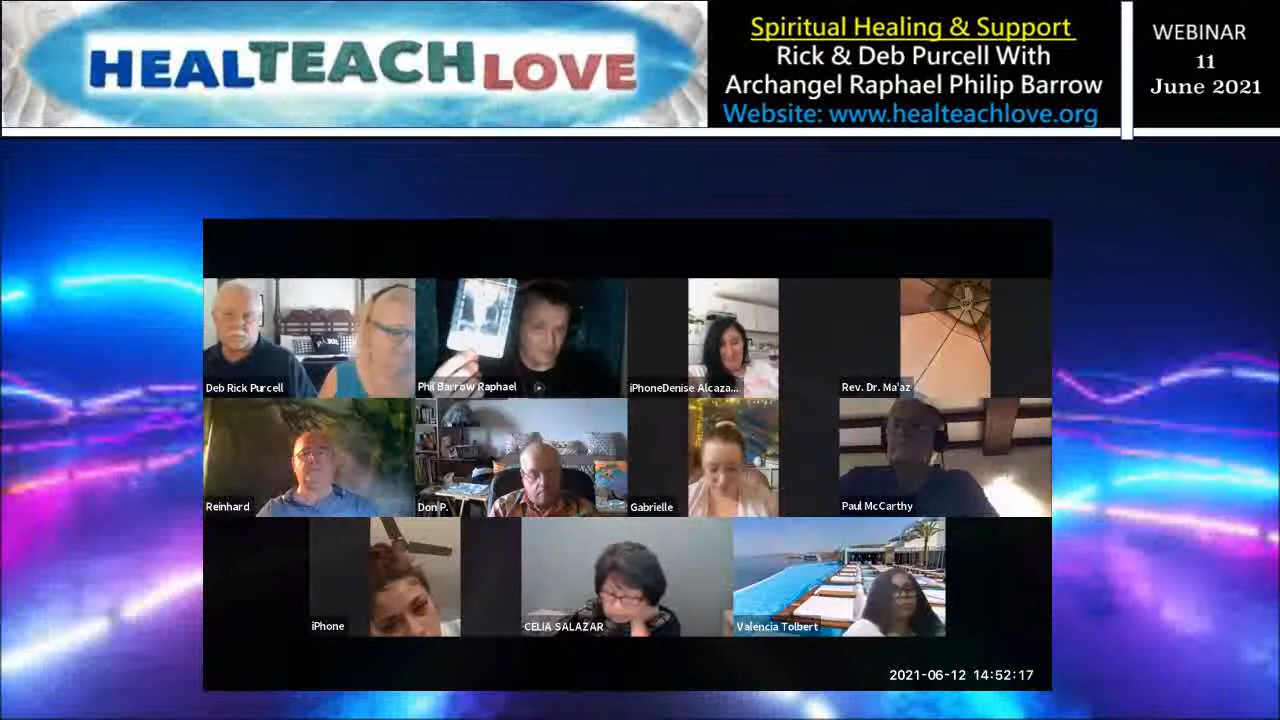 HEALTEACHLOVE
Spiritual Healing & Support
Rick & Deb Purcell With
Archangel Raphael Philip Barrow
Website: www.healteachlove.org
WEBINAR
11
June 2021
Deb Rick Purcell
Phil Barrow Raphael
iPhoneDenise Alcaza...
Rev. Dr. Ma'az
Reinhard
Don P.
Gabrielle
Paul McCarthy
iPhone
CELIA SALAZAR
Valencia Tolbert
2021-06-12 14:52:17